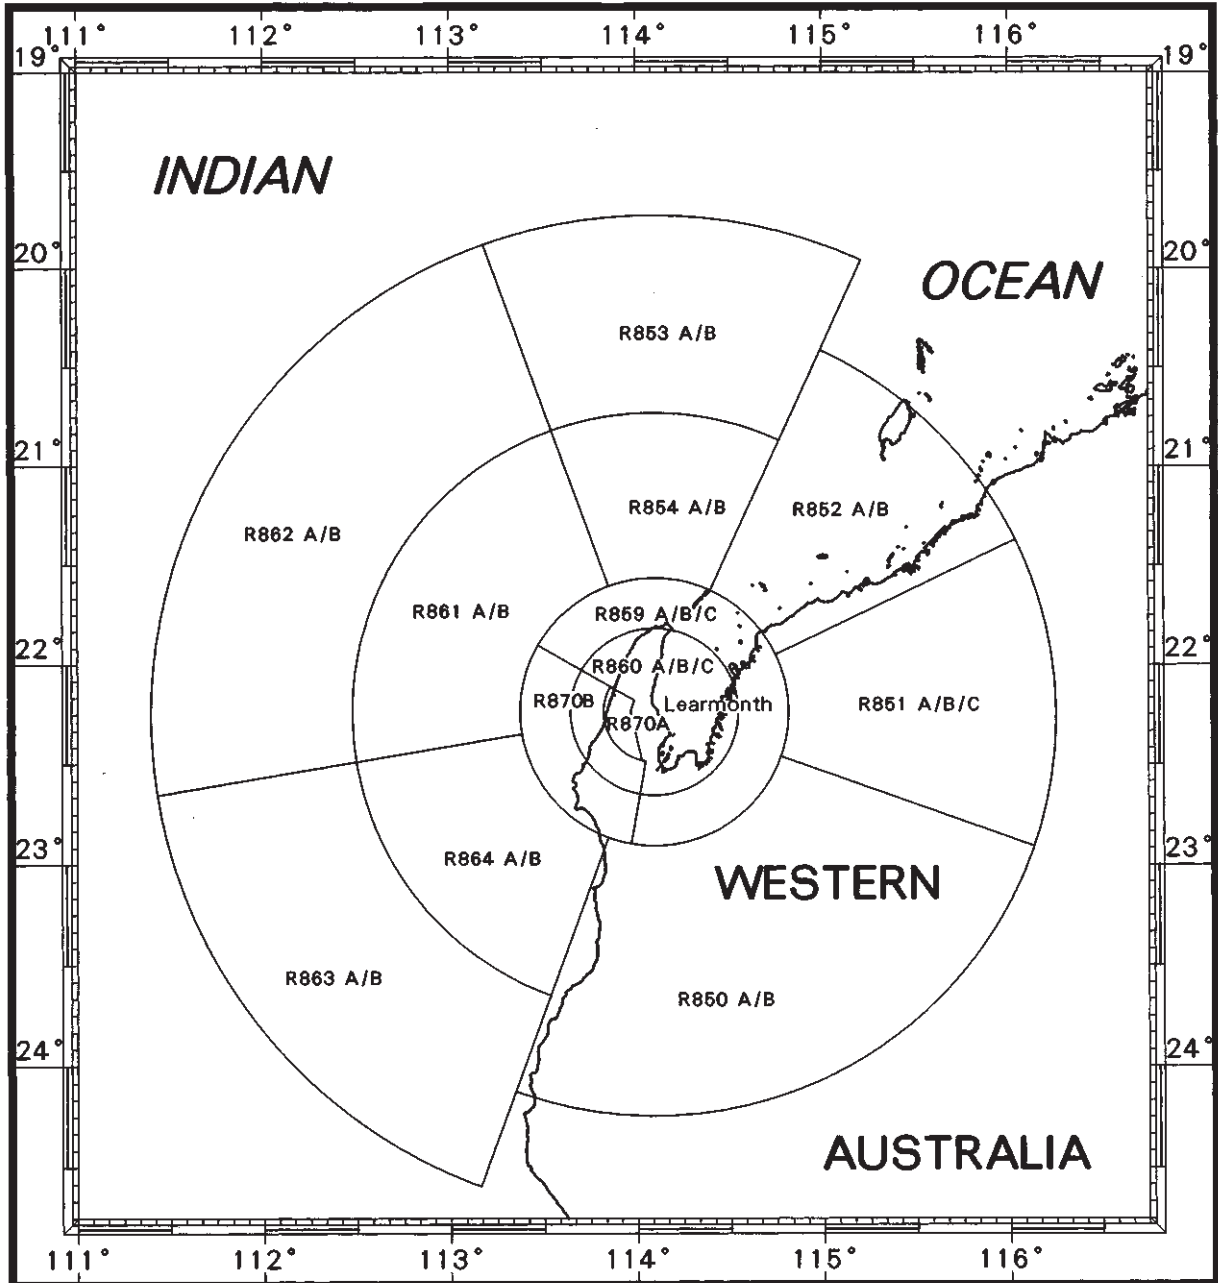 111° 112° 113° 114° 115° 116°
19° 19°
INDIAN
20° 20°
OCEAN
R853 A/B
21° 21°
R854 A/B R852 A/B
R862 A/B
R861 A/B R859 A/B/C
22° 22°
R860 A/B/C
R870B Learmonth R851 A/B/C
R870A
23° 23°
R864 A/B
WESTERN
R863 A/B
R850 A/B
24° 24°
AUSTRALIA
111° 112° 113° 114° 115° 116°